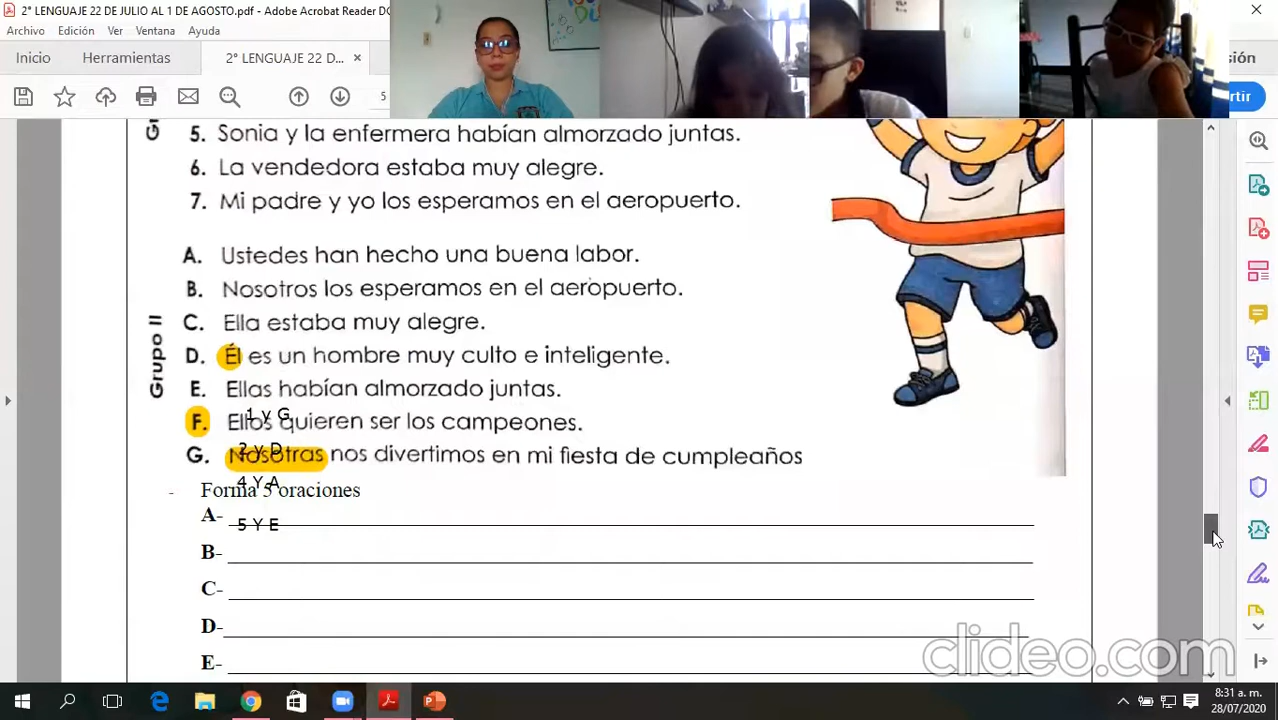 2° LENGUAJE 22 DE JULIO AL 1 DE AGOSTO.pdf - Adobe Acrobat Reader DC
Archivo Edición Ver Ventana Ayuda
Inicio Herramientas 2° LENGUAJE 22 D... × sión
5 rtir
5. Sonia y la enfermera habían almorzado juntas.
6. La vendedora estaba muy alegre.
7. Mi padre y yo los esperamos en el aeropuerto.
Grupo II
A. Ustedes han hecho una buena labor.
B. Nosotros los esperamos en el aeropuerto.
C. Ella estaba muy alegre.
D. Él es un hombre muy culto e inteligente.
E. Ellas habían almorzado juntas.
1 y G
F. Ellos quieren ser los campeones.
2 y D
G. Nosotras nos divertimos en mi fiesta de cumpleaños
4 Y A
- Forma 5 oraciones
A-
5 Y E
B-
C-
D-
E-
clideo.com
8:31 a. m.
28/07/2020